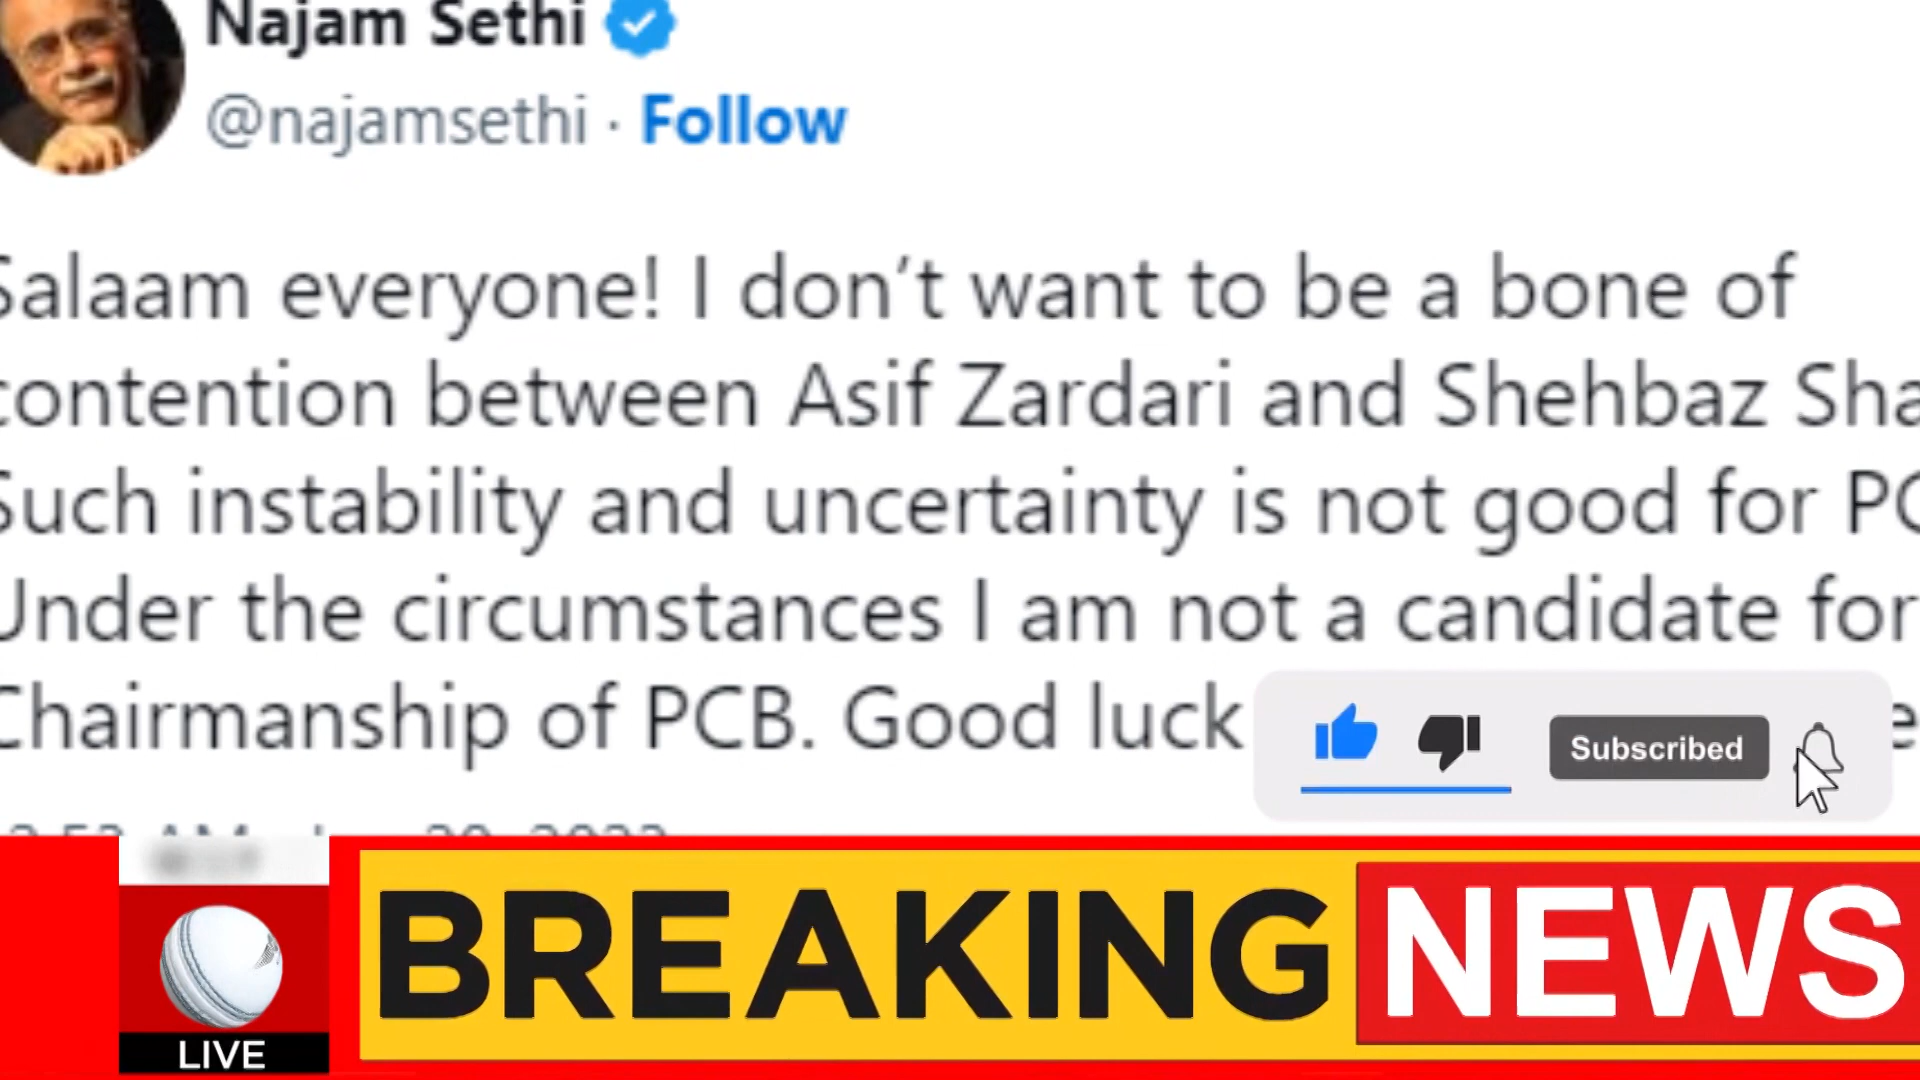 Najam Sethi
@najamsethi · Follow
Salaam everyone! I don't want to be a bone of
contention between Asif Zardari and Shehbaz Sha
Such instability and uncertainty is not good for PC
Under the circumstances I am not a candidate for
Chairmanship of PCB. Good luck
Subscribed
BREAKING NEWS
LIVE